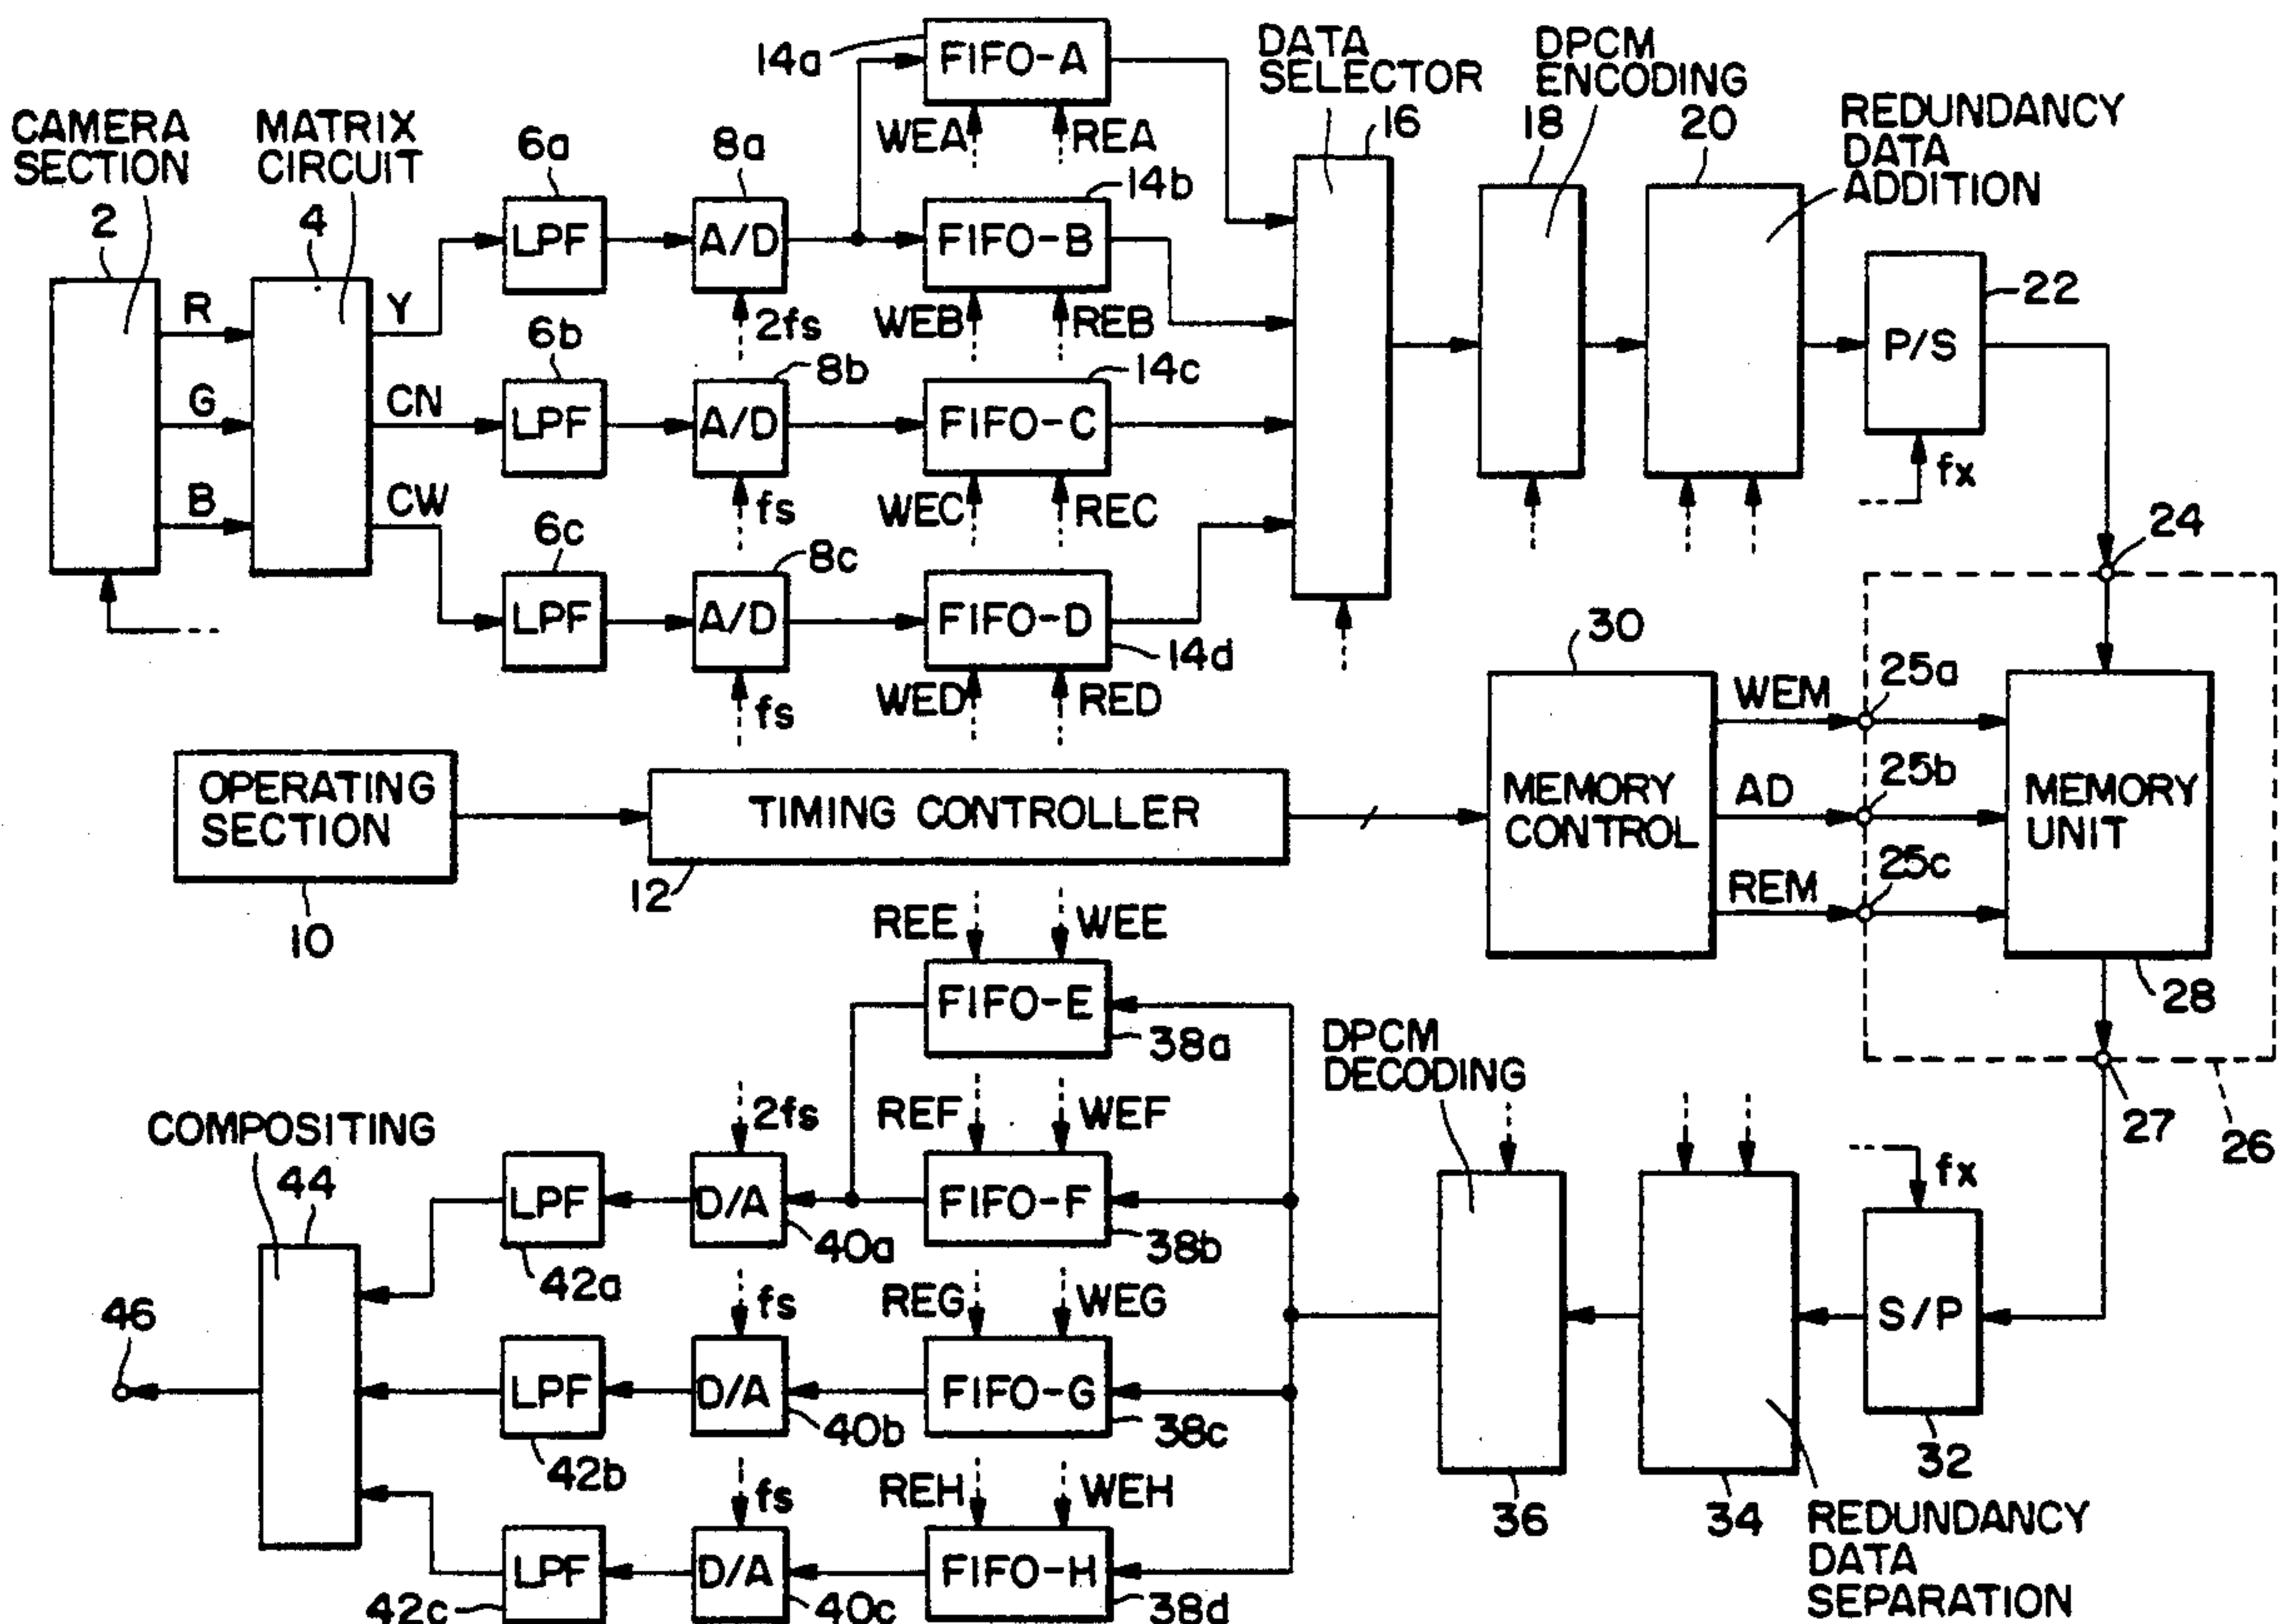 14a
FIFO-A
DATA
SELECTOR
16
DPCM
ENCODING
18
20
REDUNDANCY
DATA
ADDITION
CAMERA
SECTION
2
MATRIX
CIRCUIT
4
6a
8a
WEA
REA
14b
LPF
A/D
FIFO-B
R
Y
2fs
WEB
REB
22
P/S
6b
8b
14c
G
CN
LPF
A/D
FIFO-C
fx
B
CW
fs
WEC
REC
6c
8c
24
LPF
A/D
FIFO-D
14d
30
fs
WED
RED
WEM
25a
OPERATING
SECTION
10
TIMING CONTROLLER
12
MEMORY
CONTROL
AD
25b
MEMORY
UNIT
REM
25c
28
REE
WEE
FIFO-E
38a
DPCM
DECODING
27
26
COMPOSITING
44
2fs
REF
WEF
fx
LPF
D/A
FIFO-F
42a
40a
38b
46
fs
REG
WEG
S/P
LPF
D/A
FIFO-G
42b
40b
38c
32
fs
REH
WEH
36
34
REDUNDANCY
DATA
SEPARATION
LPF
D/A
FIFO-H
42c
40c
38d